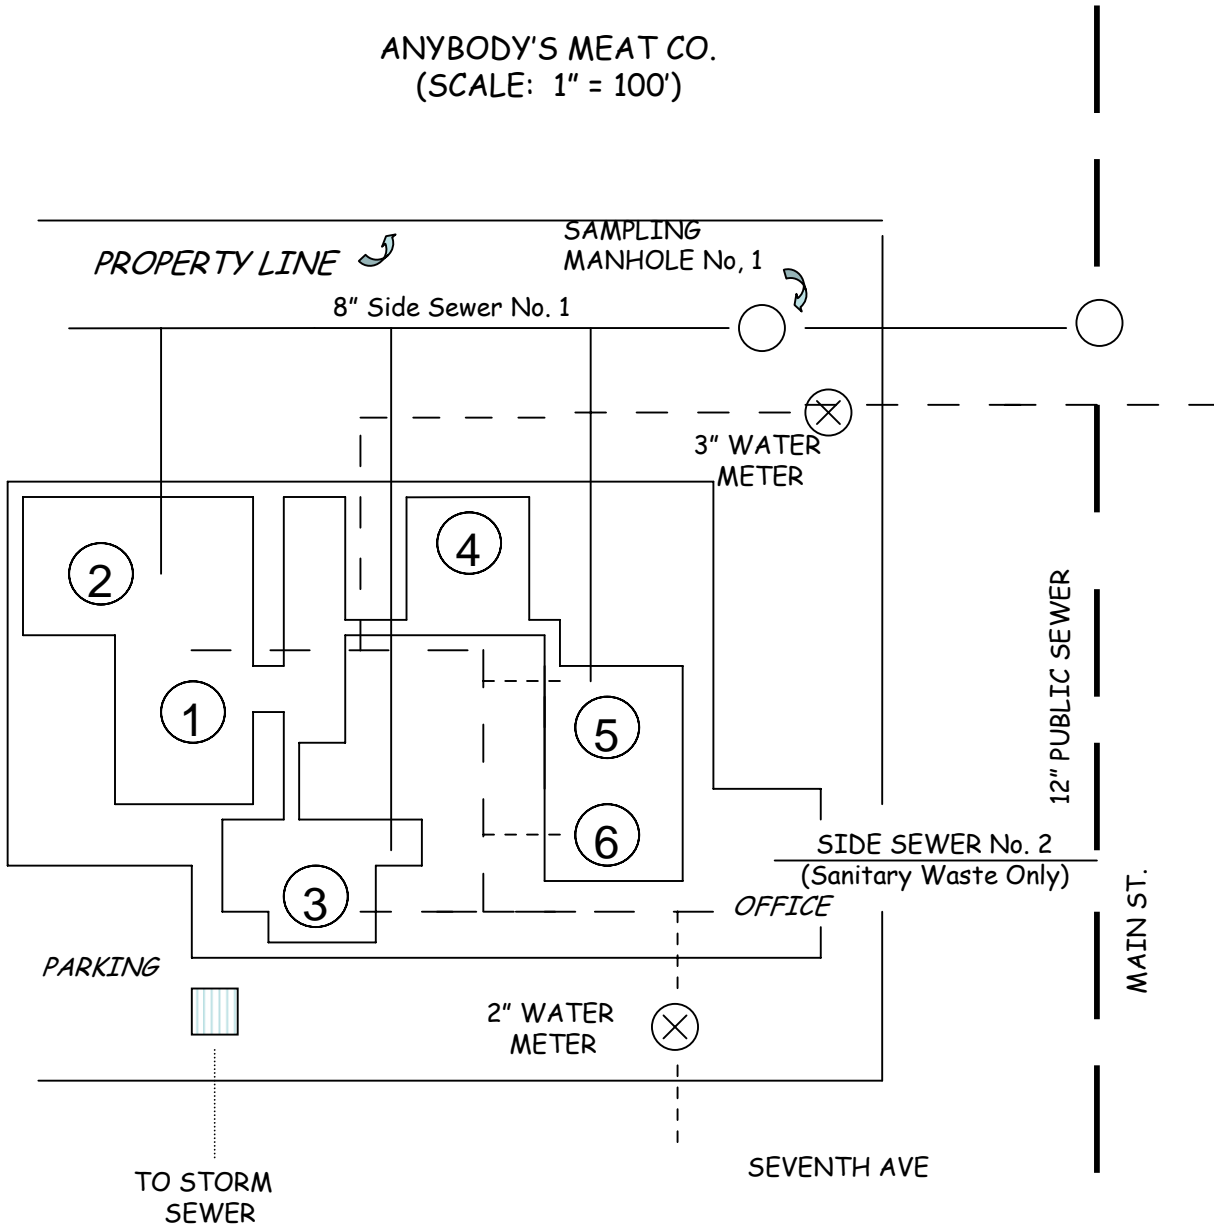 ANYBODY'S MEAT CO.
(SCALE: 1" = 100')
SAMPLING
MANHOLE No, 1
PROPERTY LINE
8" Side Sewer No. 1
3" WATER
METER
4
2
1
5
6
3
12" PUBLIC SEWER
SIDE SEWER No. 2
(Sanitary Waste Only)
OFFICE
MAIN ST.
PARKING
2" WATER
METER
SEVENTH AVE
TO STORM
SEWER